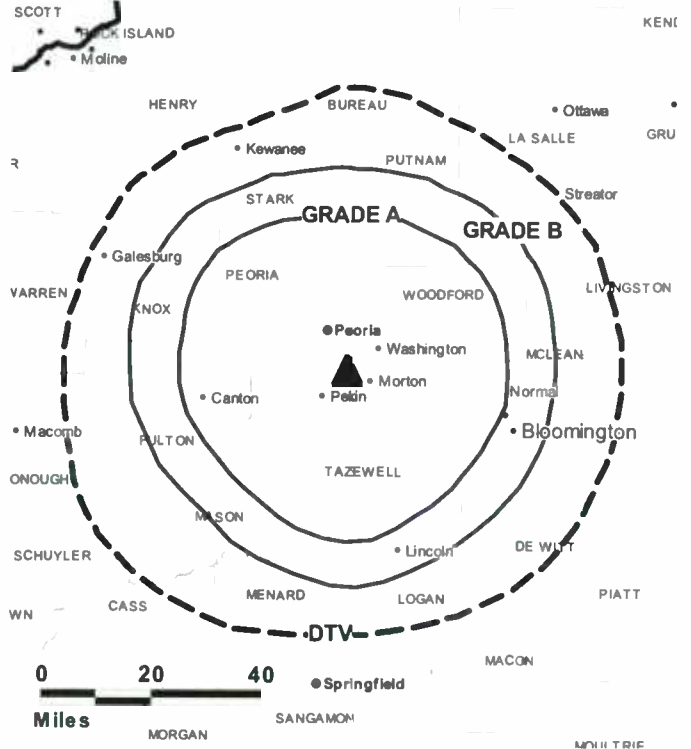 SCOTT
KEND
ROCK ISLAND
Moline
HENRY
BUREAU
Ottawa
LA SALLE
GRU
Kewanee
PUTNAM
R
STARK
Streator
GRADE A
GRADE B
Galesburg
PEORIA
LIVINGSTON
WARREN
WOODFORD
KNOX
Peoria
Washington
MCLEAN
Morton
Normal
Canton
Pekin
Macomb
Bloomington
FULTON
TAZEWELL
ONOUGH
MASON
Lincoln
DE WITT
SCHUYLER
MENARD
PIATT
LOGAN
CASS
WN
DTV
MACON
0 20 40
Springfield
Miles
SANGAMON
MORGAN
MOULTRIE